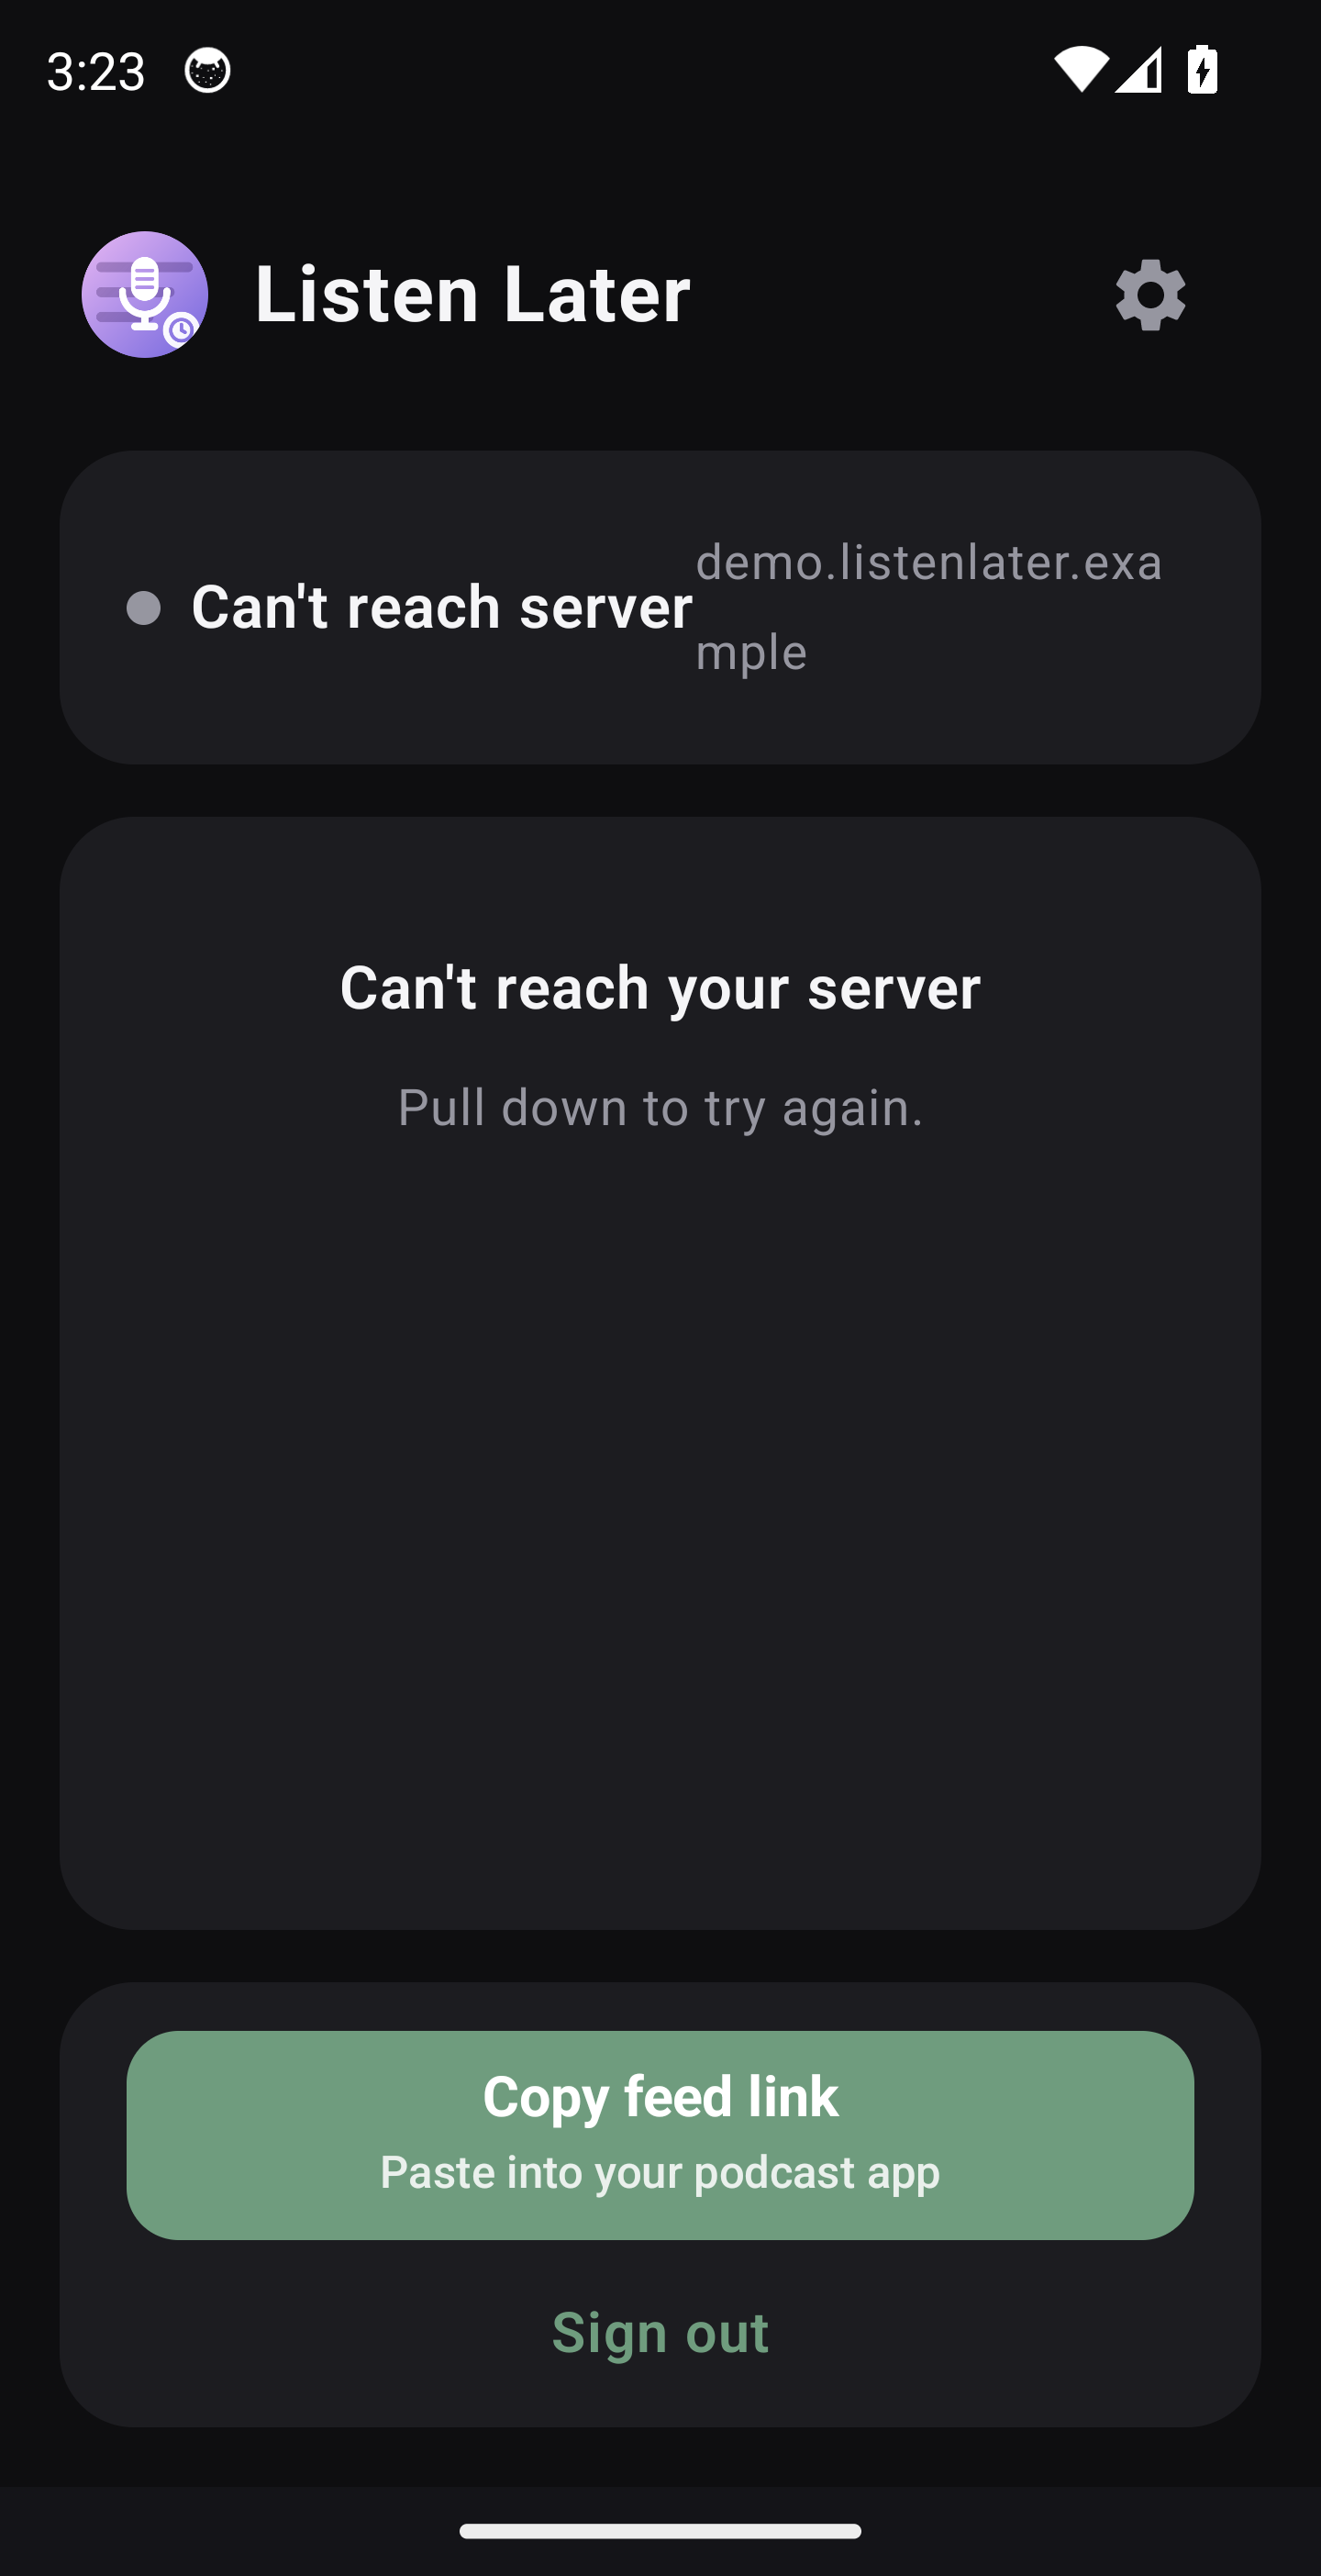 3:23
Listen Later
Can't reach server
demo.listenlater.exa
mple
Can't reach your server
Pull down to try again.
Copy feed link
Paste into your podcast app
Sign out